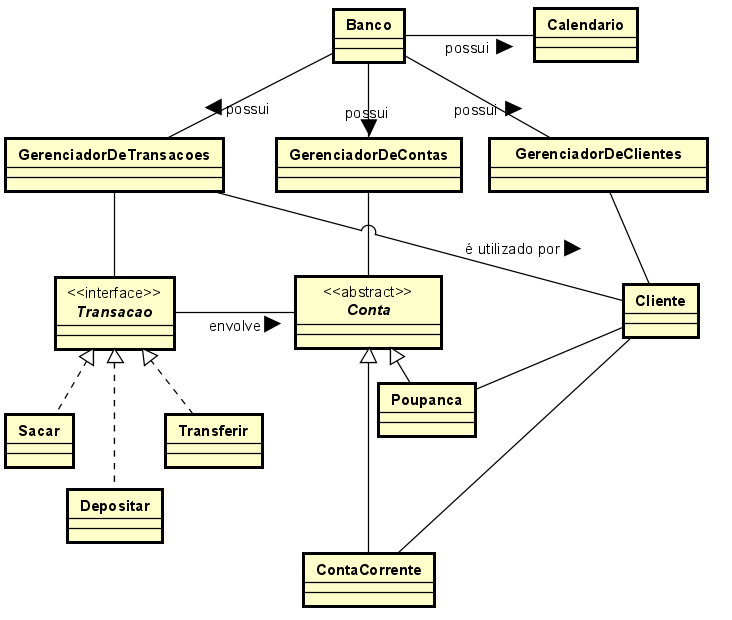 Banco
Calendario
possui
possui
possui
possui
GerenciadorDeTransacoes
GerenciadorDeContas
GerenciadorDeClientes
é utilizado por
<<interface>>
Transacao
<<abstract>>
Conta
Cliente
envolve
Poupanca
Sacar
Transferir
Depositar
ContaCorrente